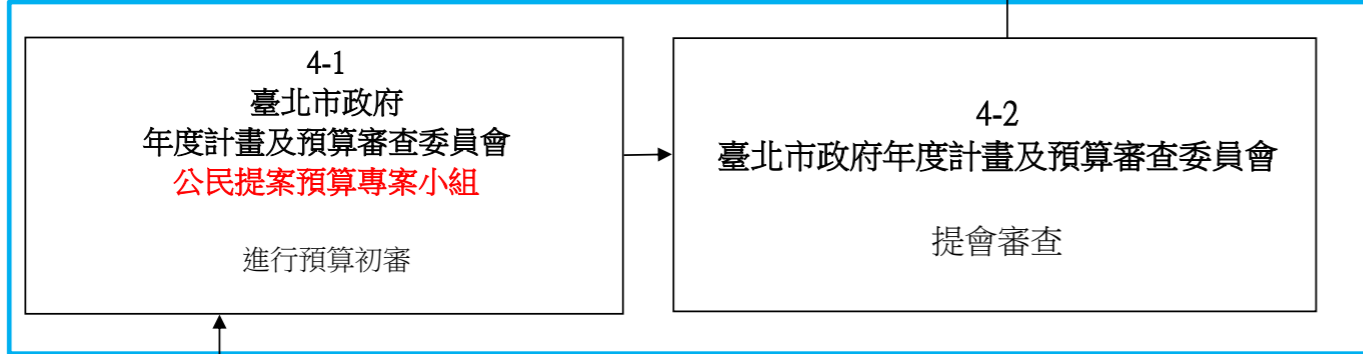 4-1
臺北市政府
年度計畫及預算審查委員會
公民提案預算專案小組
進行預算初審
4-2
臺北市政府年度計畫及預算審查委員會
提會審查